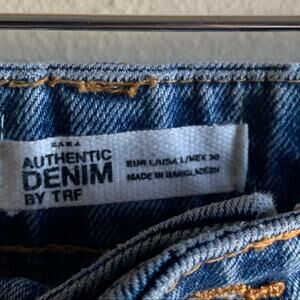 ZARA
AUTHENTIC
DENIM
BY TRF
EUR L/USA L/MEX 30
MADE IN BANGLADESH